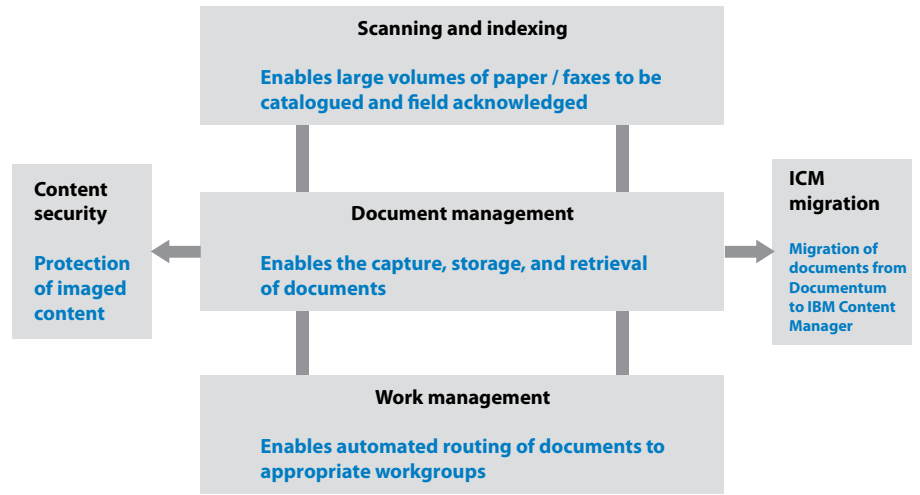 Scanning and indexing
Enables large volumes of paper / faxes to be
catalogued and field acknowledged
Content
security
Protection
of imaged
content
Document management
Enables the capture, storage, and retrieval
of documents
ICM
migration
Migration of
documents from
Documentum
to IBM Content
Manager
Work management
Enables automated routing of documents to
appropriate workgroups